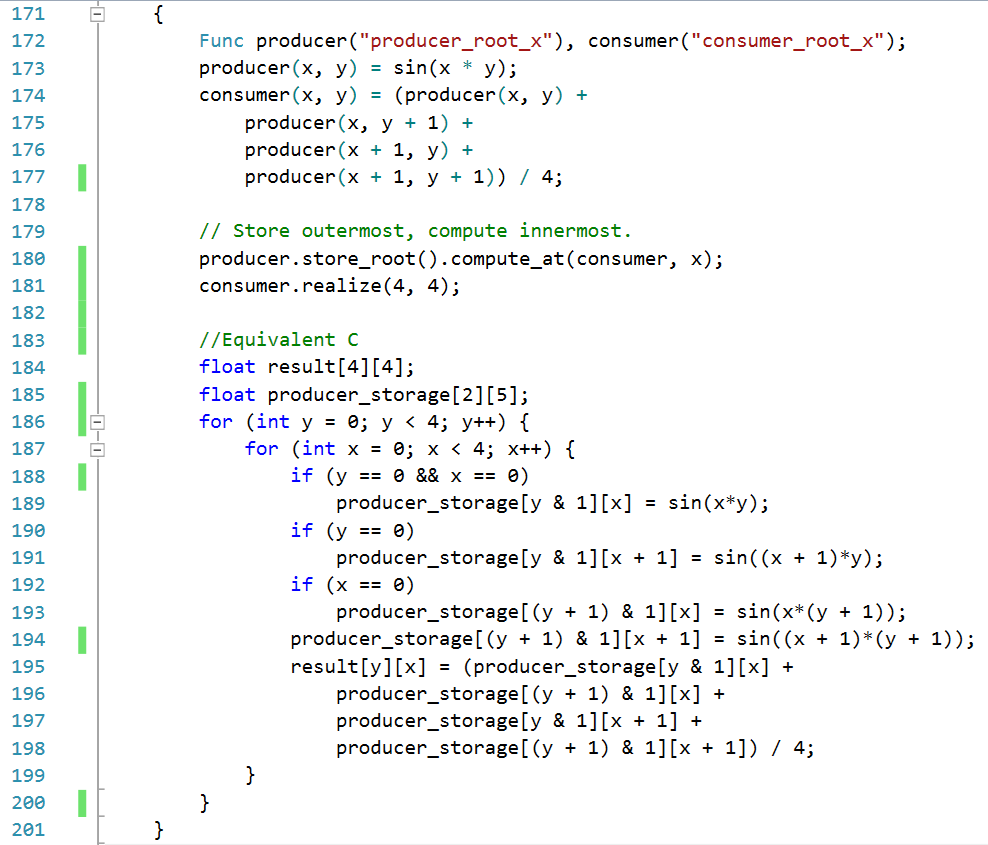 171 {
172 Func producer("producer_root_x"), consumer("consumer_root_x");
173 producer(x, y) = sin(x * y);
174 consumer(x, y) = (producer(x, y) +
175 producer(x, y + 1) +
176 producer(x + 1, y) +
177 producer(x + 1, y + 1)) / 4;
178
179 // Store outermost, compute innermost.
180 producer.store_root().compute_at(consumer, x);
181 consumer.realize(4, 4);
182
183 //Equivalent C
184 float result[4][4];
185 float producer_storage[2][5];
186 for (int y = 0; y < 4; y++) {
187 for (int x = 0; x < 4; x++) {
188 if (y == 0 && x == 0)
189 producer_storage[y & 1][x] = sin(x*y);
190 if (y == 0)
191 producer_storage[y & 1][x + 1] = sin((x + 1)*y);
192 if (x == 0)
193 producer_storage[(y + 1) & 1][x] = sin(x*(y + 1));
194 producer_storage[(y + 1) & 1][x + 1] = sin((x + 1)*(y + 1));
195 result[y][x] = (producer_storage[y & 1][x] +
196 producer_storage[(y + 1) & 1][x] +
197 producer_storage[y & 1][x + 1] +
198 producer_storage[(y + 1) & 1][x + 1]) / 4;
199 }
200 }
201 }